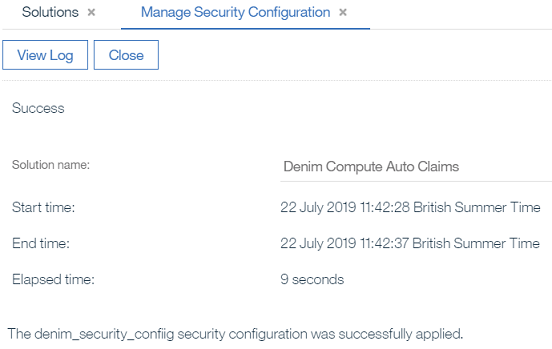 Solutions × Manage Security Configuration ×
View Log Close
Success
Solution name: Denim Compute Auto Claims
Start time: 22 July 2019 11:42:28 British Summer Time
End time: 22 July 2019 11:42:37 British Summer Time
Elapsed time: 9 seconds
The denim_security_confiig security configuration was successfully applied.